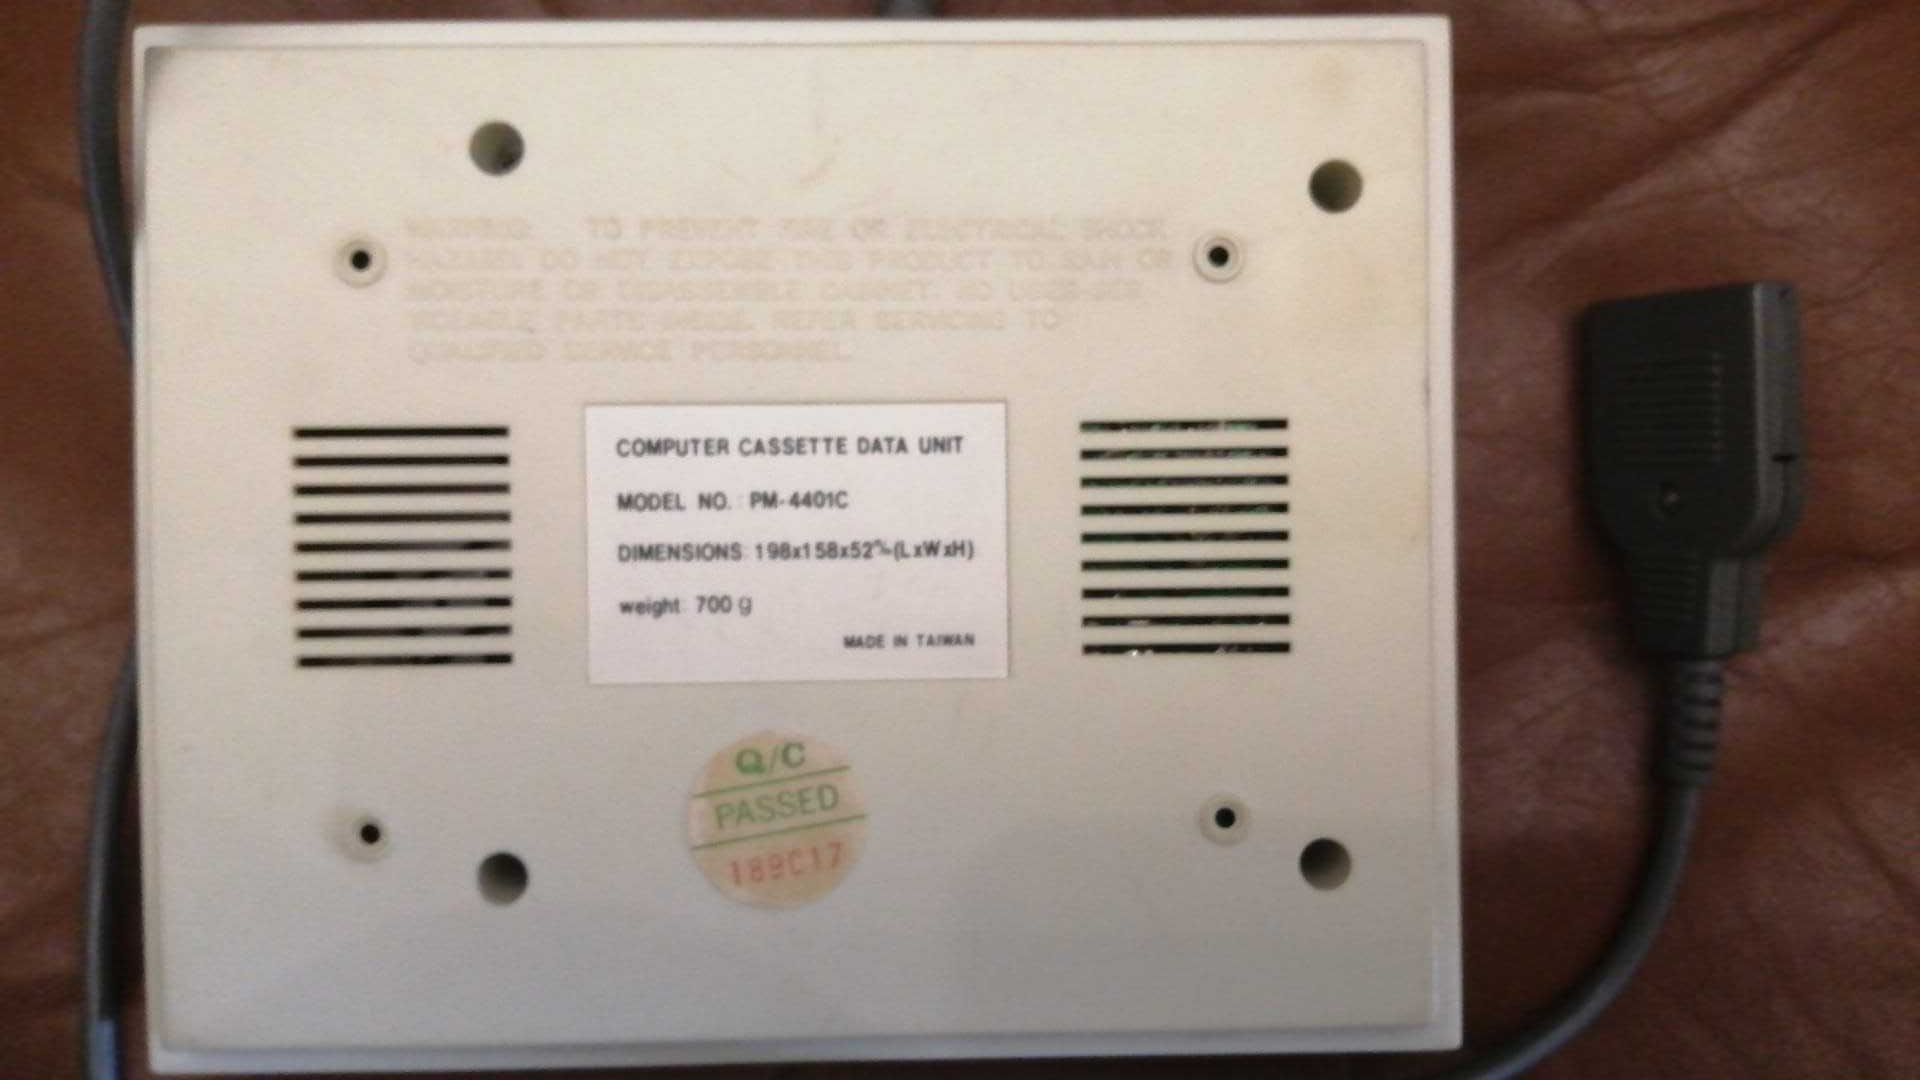 WARNING: TO PREVENT FIRE OR ELECTRICAL SHOCK
HAZARD DO NOT EXPOSE THIS PRODUCT TO RAIN OR
MOISTURE OR DISASSEMBLE CABINET. NO USER-SER
VICEABLE PARTS INSIDE. REFER SERVICING TO
QUALIFIED SERVICE PERSONNEL.
COMPUTER CASSETTE DATA UNIT
MODEL NO. : PM-4401C
DIMENSIONS: 198x158x52㎜(LxWxH)
weight: 700 g
MADE IN TAIWAN
Q/C
PASSED
189C17